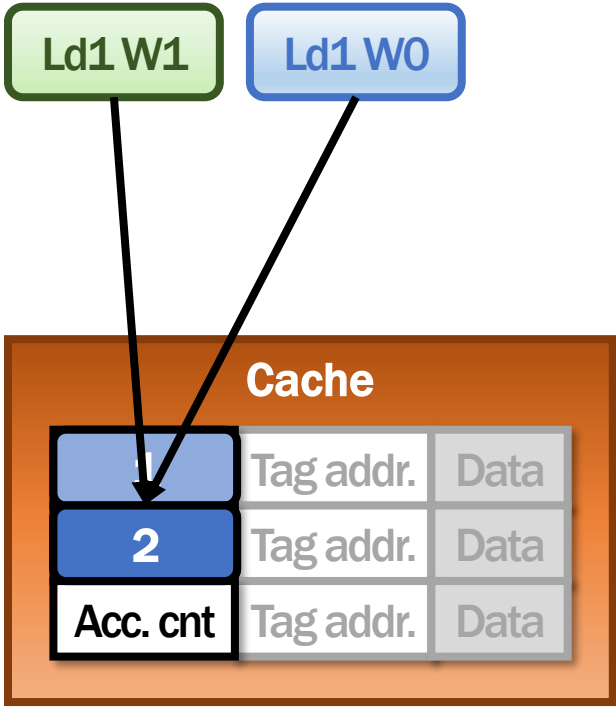 Ld1 W1
Ld1 W0
Cache
Tag addr. Data
2 Tag addr. Data
Acc. cnt Tag addr. Data